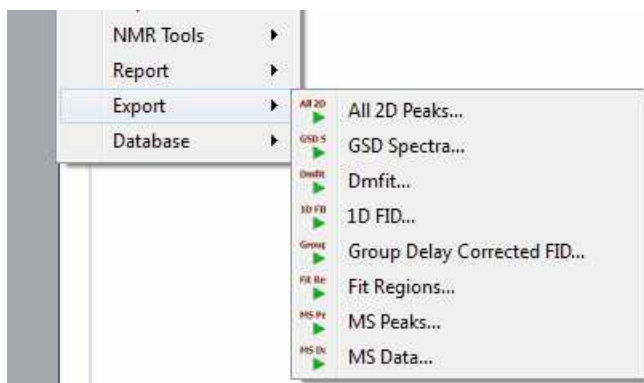 NMR Tools
Report
Export
Database
All 2D
All 2D Peaks...
GSD S
GSD Spectra...
Dmfit
Dmfit...
1D FID
1D FID...
Group
Group Delay Corrected FID...
Fit Re
Fit Regions...
MS Pe
MS Peaks...
MS Da
MS Data...